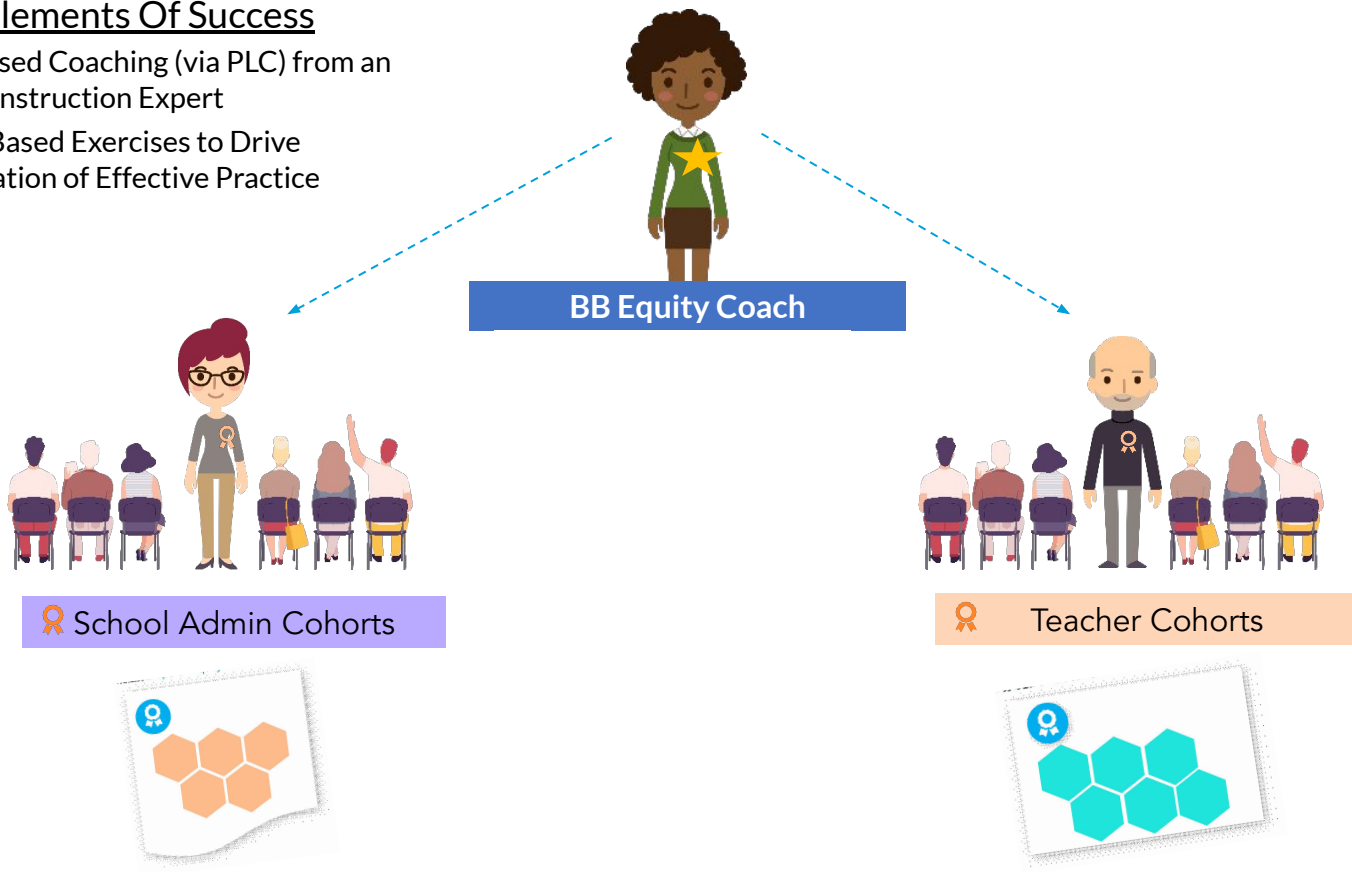 lements Of Success
sed Coaching (via PLC) from an
nstruction Expert
Based Exercises to Drive
ation of Effective Practice
BB Equity Coach
School Admin Cohorts
Teacher Cohorts